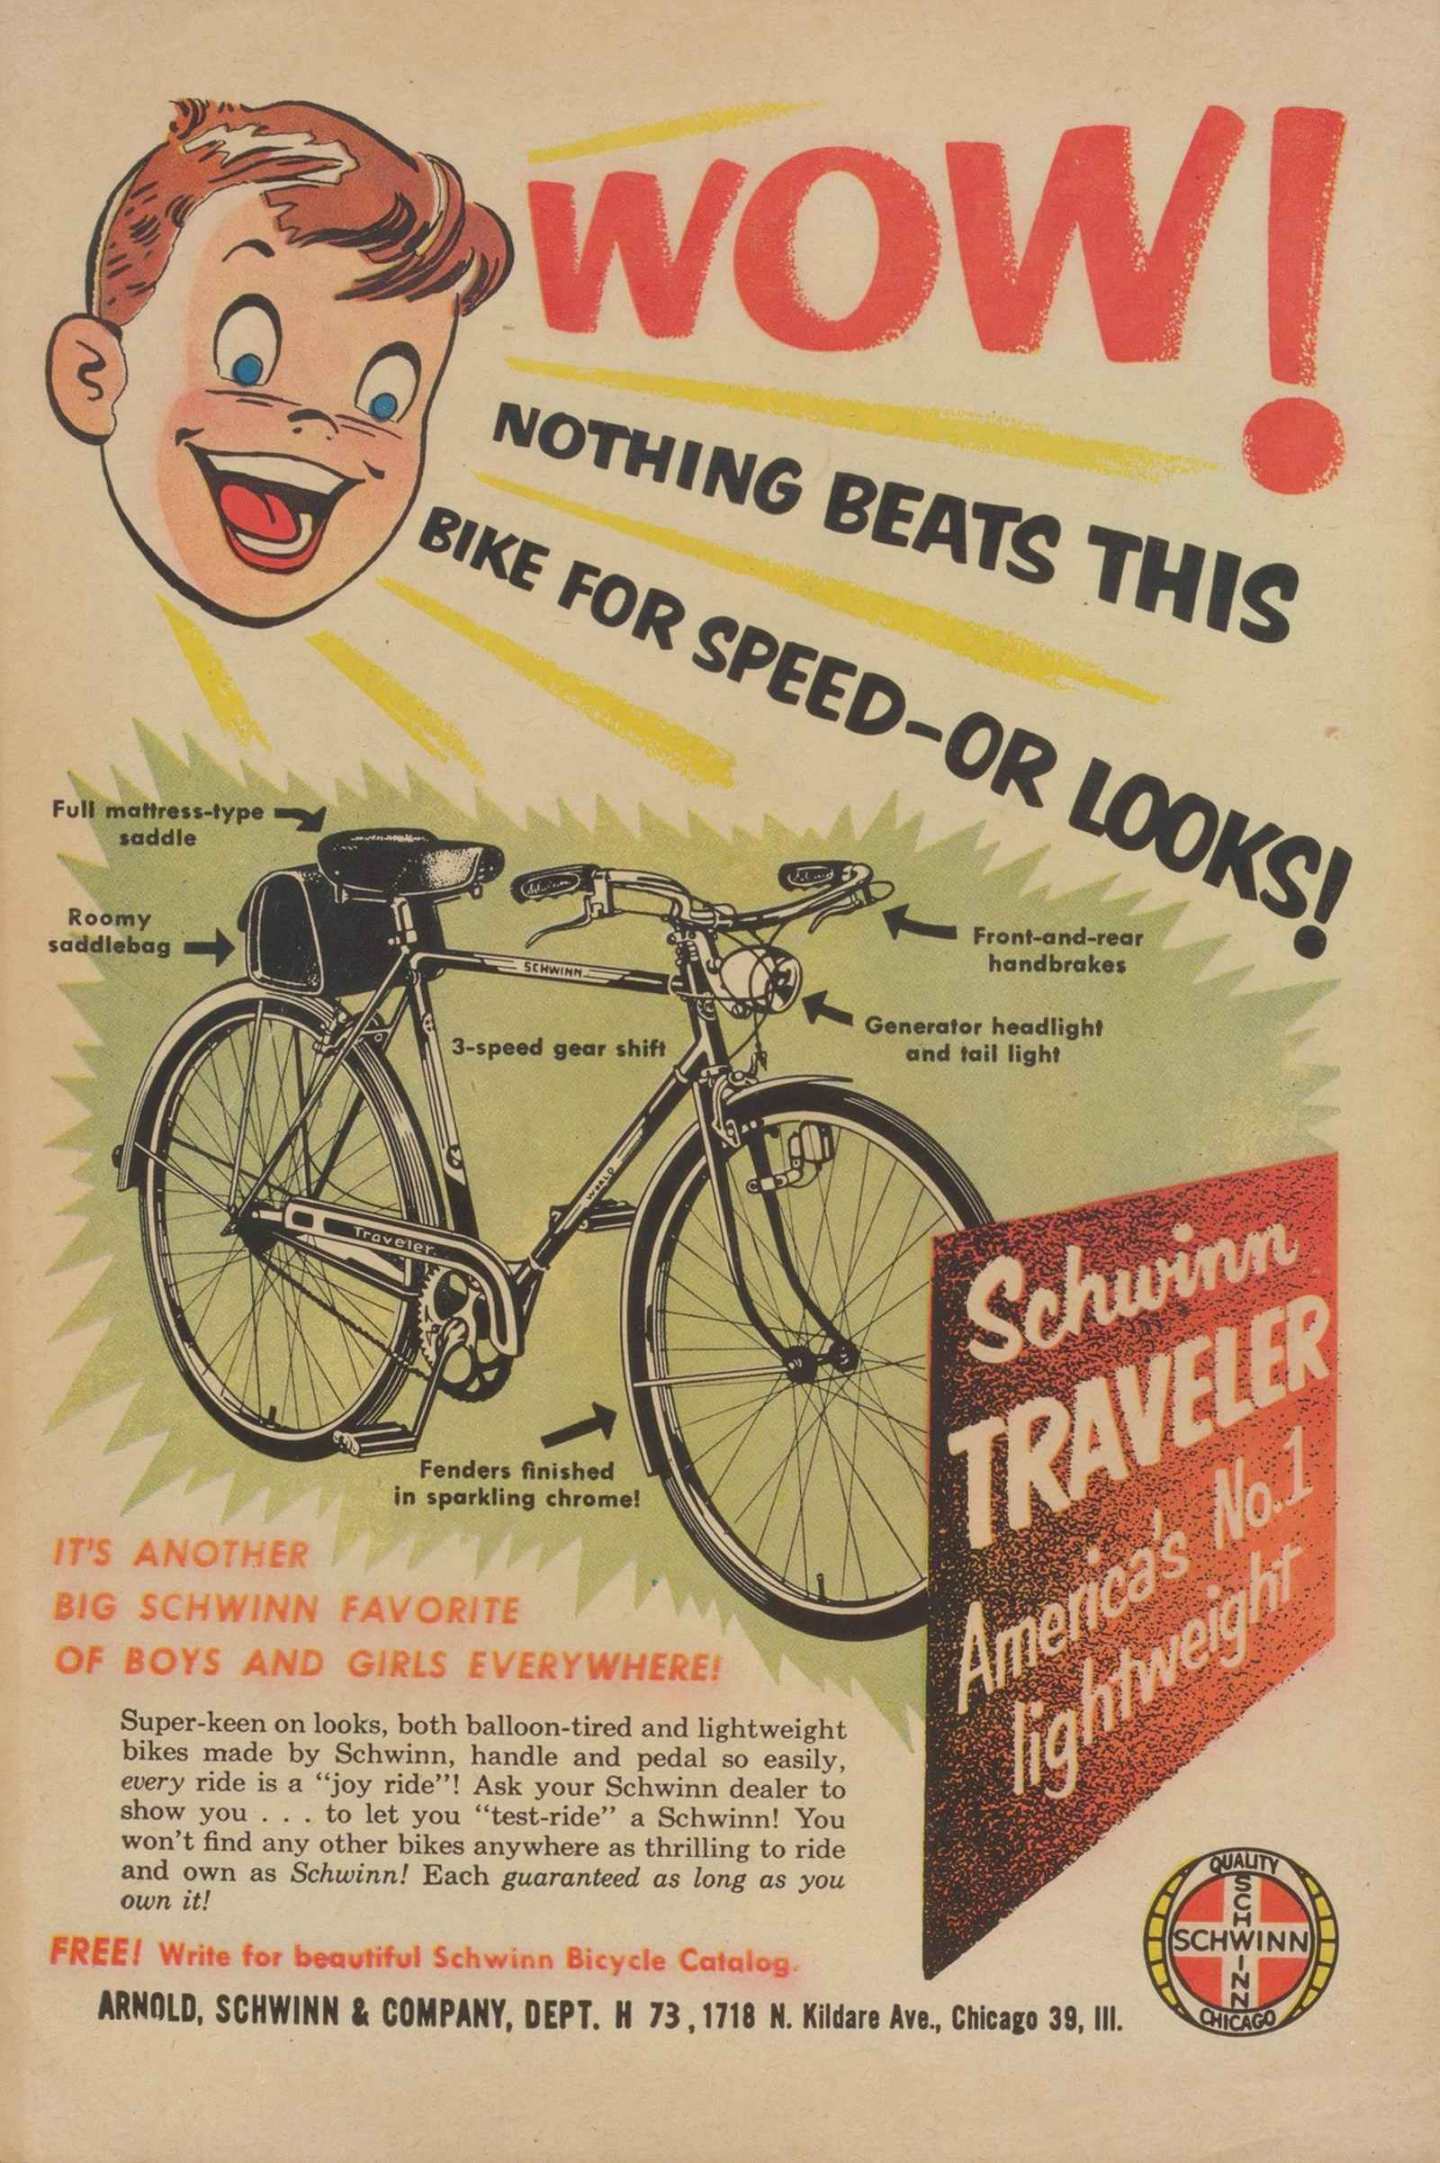 WOW!
NOTHING BEATS THIS
BIKE FOR SPEED-OR LOOKS!
Full mattress-type
saddle
Roomy
saddlebag
Front-and-rear
handbrakes
Generator headlight
and tail light
3-speed gear shift
SCHWINN
WORLD
Traveler
Fenders finished
in sparkling chrome!
Schwinn
TRAVELER
America's No.1
lightweight
IT'S ANOTHER
BIG SCHWINN FAVORITE
OF BOYS AND GIRLS EVERYWHERE!
Super-keen on looks, both balloon-tired and lightweight
bikes made by Schwinn, handle and pedal so easily,
every ride is a “joy ride”! Ask your Schwinn dealer to
show you . . . to let you “test-ride” a Schwinn! You
won't find any other bikes anywhere as thrilling to ride
and own as Schwinn! Each guaranteed as long as you
own it!
FREE! Write for beautiful Schwinn Bicycle Catalog.
ARNOLD, SCHWINN & COMPANY, DEPT. H 73, 1718 N. Kildare Ave., Chicago 39, Ill.
QUALITY
SCHWINN
SCHWINN
CHICAGO